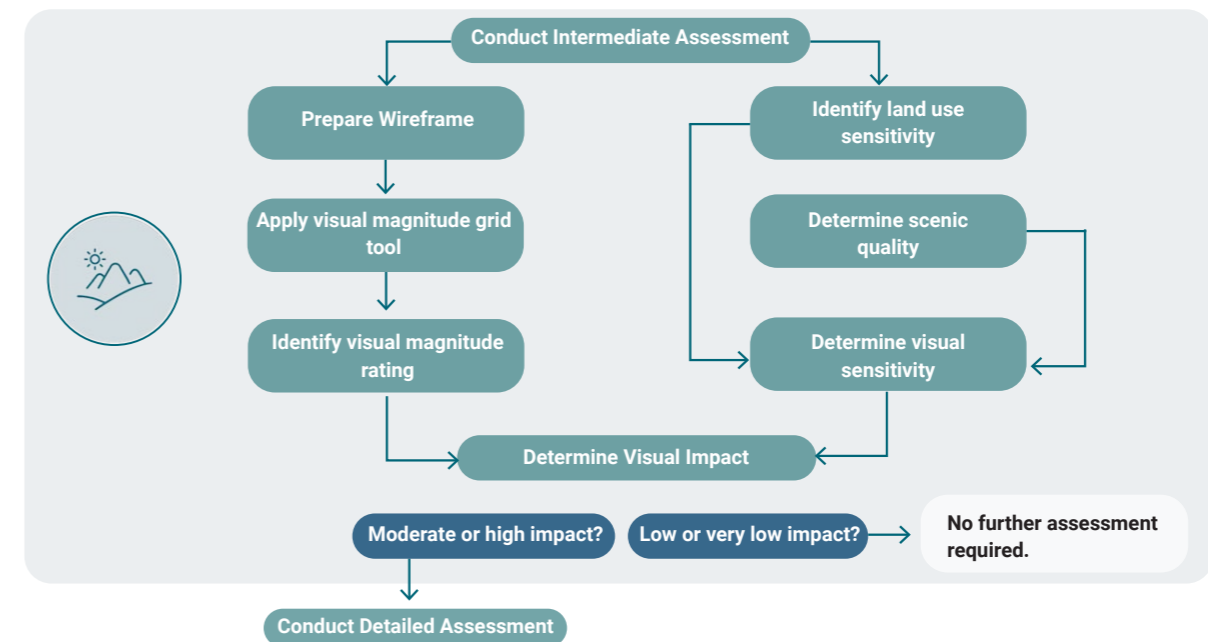 Conduct Intermediate Assessment
Prepare Wireframe
Identify land use
sensitivity
Apply visual magnitude grid
tool
Determine scenic
quality
Identify visual magnitude
rating
Determine visual
sensitivity
Determine Visual Impact
Moderate or high impact?
Low or very low impact?
No further assessment
required.
Conduct Detailed Assessment